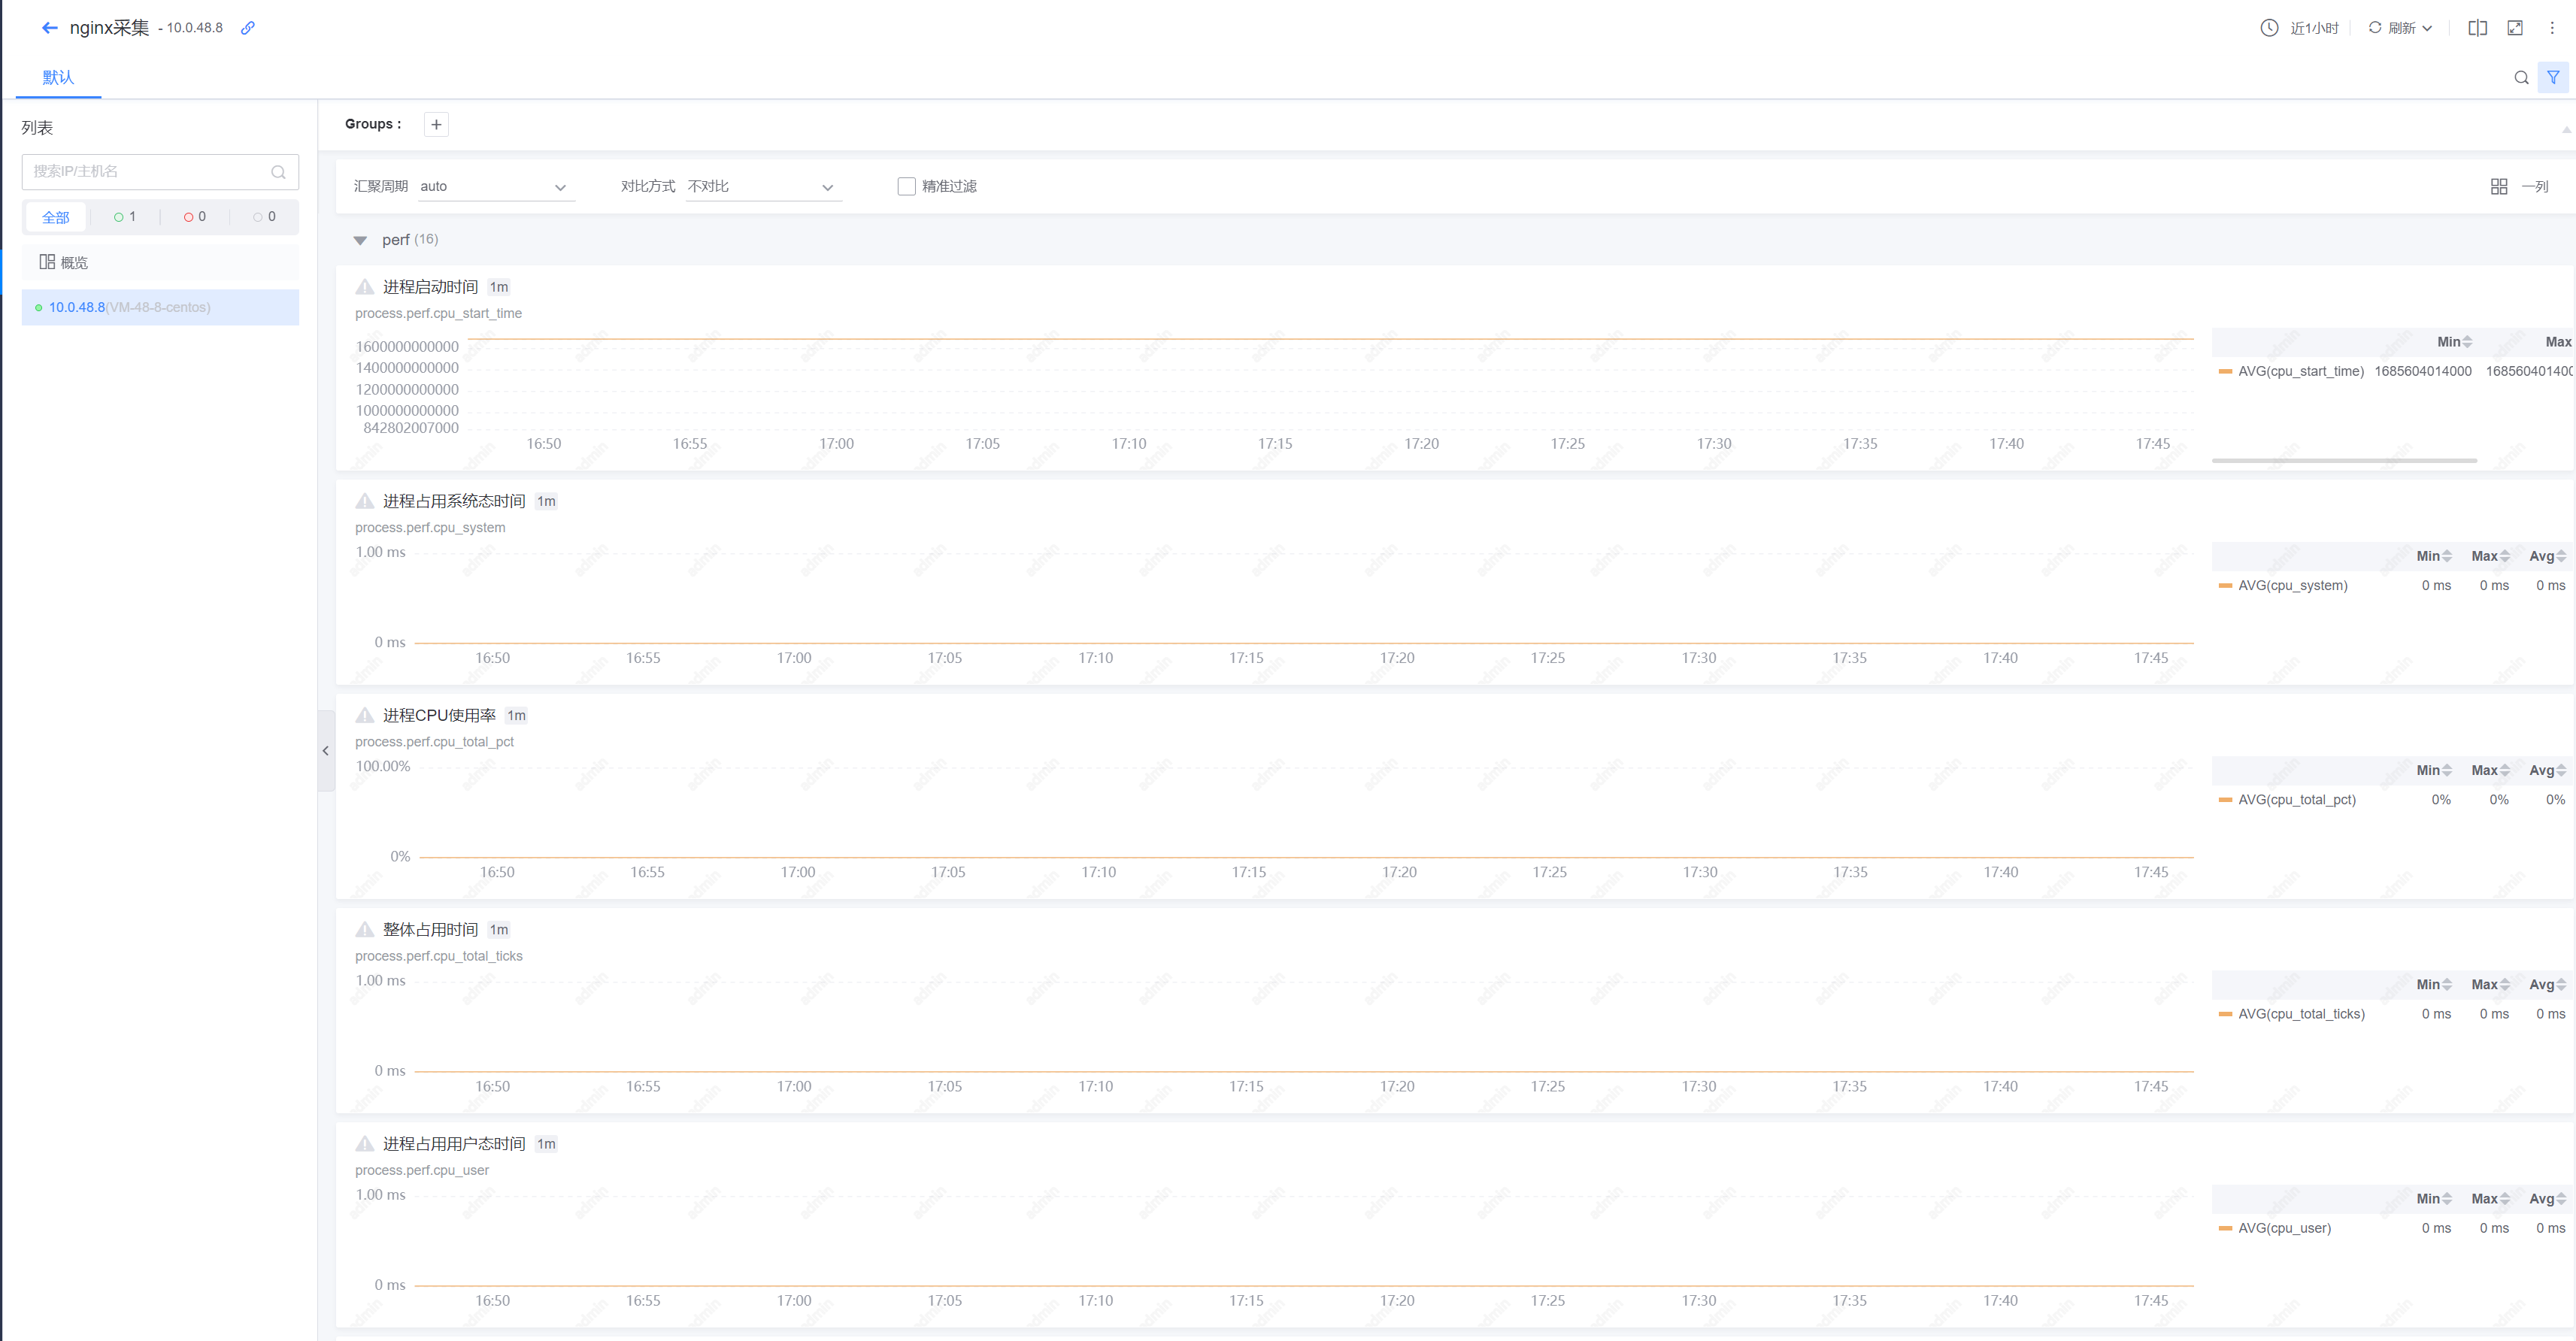 nginx采集 - 10.0.48.8
近1小时 刷新
默认
列表
搜索IP/主机名
全部 1 0 0
概览
10.0.48.8(VM-48-8-centos)
Groups : +
汇聚周期 auto 对比方式 不对比 精准过滤 一列
perf (16)
进程启动时间 1m
process.perf.cpu_start_time
1600000000000
1400000000000
1200000000000
1000000000000
842802007000
16:50 16:55 17:00 17:05 17:10 17:15 17:20 17:25 17:30 17:35 17:40 17:45
Min Max
AVG(cpu_start_time) 1685604014000 168560401400
进程占用系统态时间 1m
process.perf.cpu_system
1.00 ms
0 ms
16:50 16:55 17:00 17:05 17:10 17:15 17:20 17:25 17:30 17:35 17:40 17:45
Min Max Avg
AVG(cpu_system) 0 ms 0 ms 0 ms
进程CPU使用率 1m
process.perf.cpu_total_pct
100.00%
0%
16:50 16:55 17:00 17:05 17:10 17:15 17:20 17:25 17:30 17:35 17:40 17:45
Min Max Avg
AVG(cpu_total_pct) 0% 0% 0%
整体占用时间 1m
process.perf.cpu_total_ticks
1.00 ms
0 ms
16:50 16:55 17:00 17:05 17:10 17:15 17:20 17:25 17:30 17:35 17:40 17:45
Min Max Avg
AVG(cpu_total_ticks) 0 ms 0 ms 0 ms
进程占用用户态时间 1m
process.perf.cpu_user
1.00 ms
0 ms
16:50 16:55 17:00 17:05 17:10 17:15 17:20 17:25 17:30 17:35 17:40 17:45
Min Max Avg
AVG(cpu_user) 0 ms 0 ms 0 ms